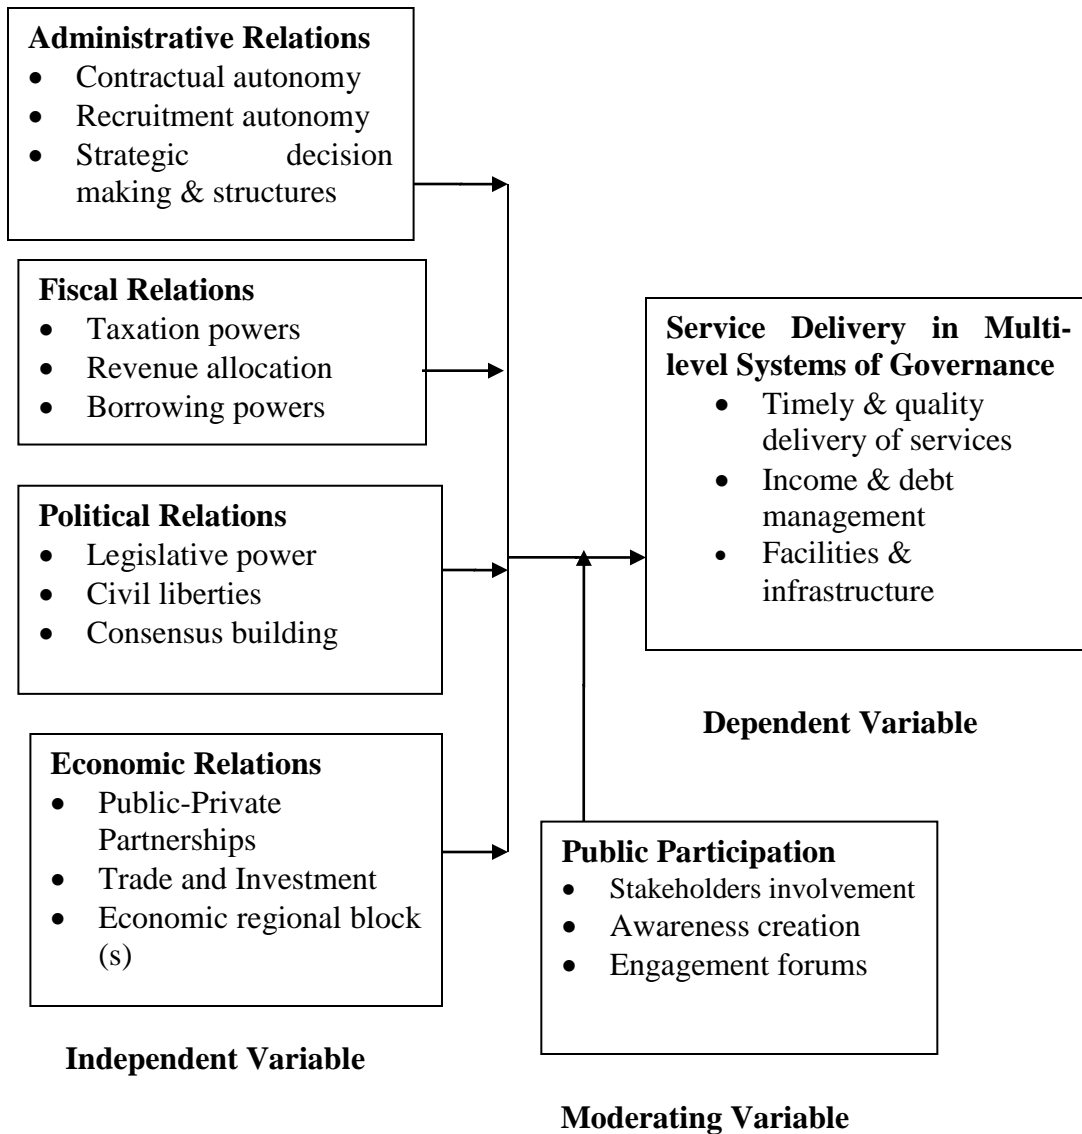 Administrative Relations
• Contractual autonomy
• Recruitment autonomy
• Strategic decision
making & structures
Fiscal Relations
• Taxation powers
• Revenue allocation
• Borrowing powers
Political Relations
• Legislative power
• Civil liberties
• Consensus building
Economic Relations
• Public-Private
Partnerships
• Trade and Investment
• Economic regional block
(s)
Independent Variable
Service Delivery in Multi-
level Systems of Governance
• Timely & quality
delivery of services
• Income & debt
management
• Facilities &
infrastructure
Dependent Variable
Public Participation
• Stakeholders involvement
• Awareness creation
• Engagement forums
Moderating Variable